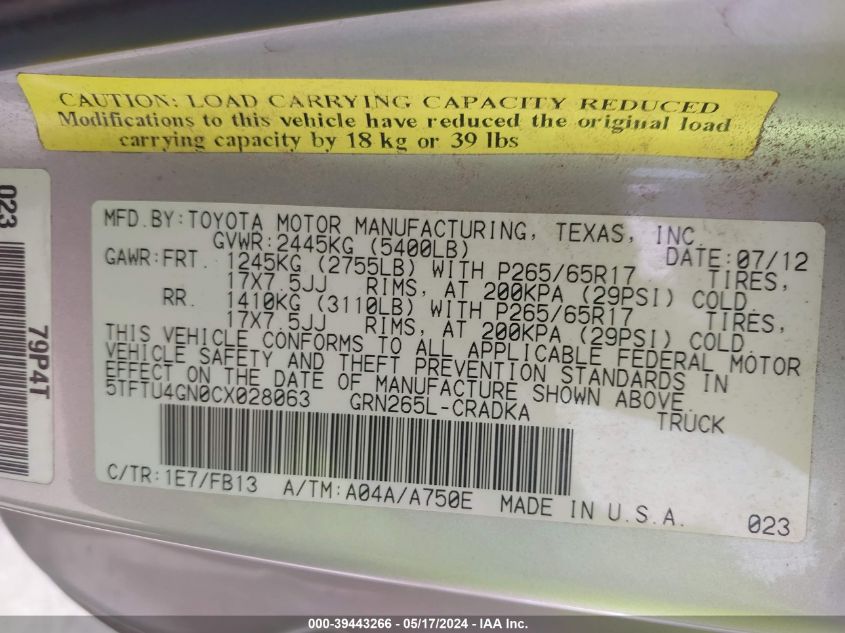 CAUTION: LOAD CARRYING CAPACITY REDUCED
Modifications to this vehicle have reduced the original load
carrying capacity by 18 kg or 39 lbs
023
79P4T
MFD.BY:TOYOTA MOTOR MANUFACTURING, TEXAS, INC
GVWR:2445KG (5400LB) DATE:07/12
GAWR:FRT. 1245KG (2755LB) WITH P265/65R17 TIRES,
17X7.5JJ RIMS, AT 200KPA (29PSI) COLD
RR. 1410KG (3110LB) WITH P265/65R17 TIRES,
17X7.5JJ RIMS, AT 200KPA (29PSI) COLD
THIS VEHICLE CONFORMS TO ALL APPLICABLE FEDERAL MOTOR
VEHICLE SAFETY AND THEFT PREVENTION STANDARDS IN
EFFECT ON THE DATE OF MANUFACTURE SHOWN ABOVE.
5TFTU4GN0CX028063 GRN265L-CRADKA TRUCK
C/TR:1E7/FB13 A/TM:A04A/A750E MADE IN U.S.A.
023
000-39443266 - 05/17/2024 - IAA Inc.